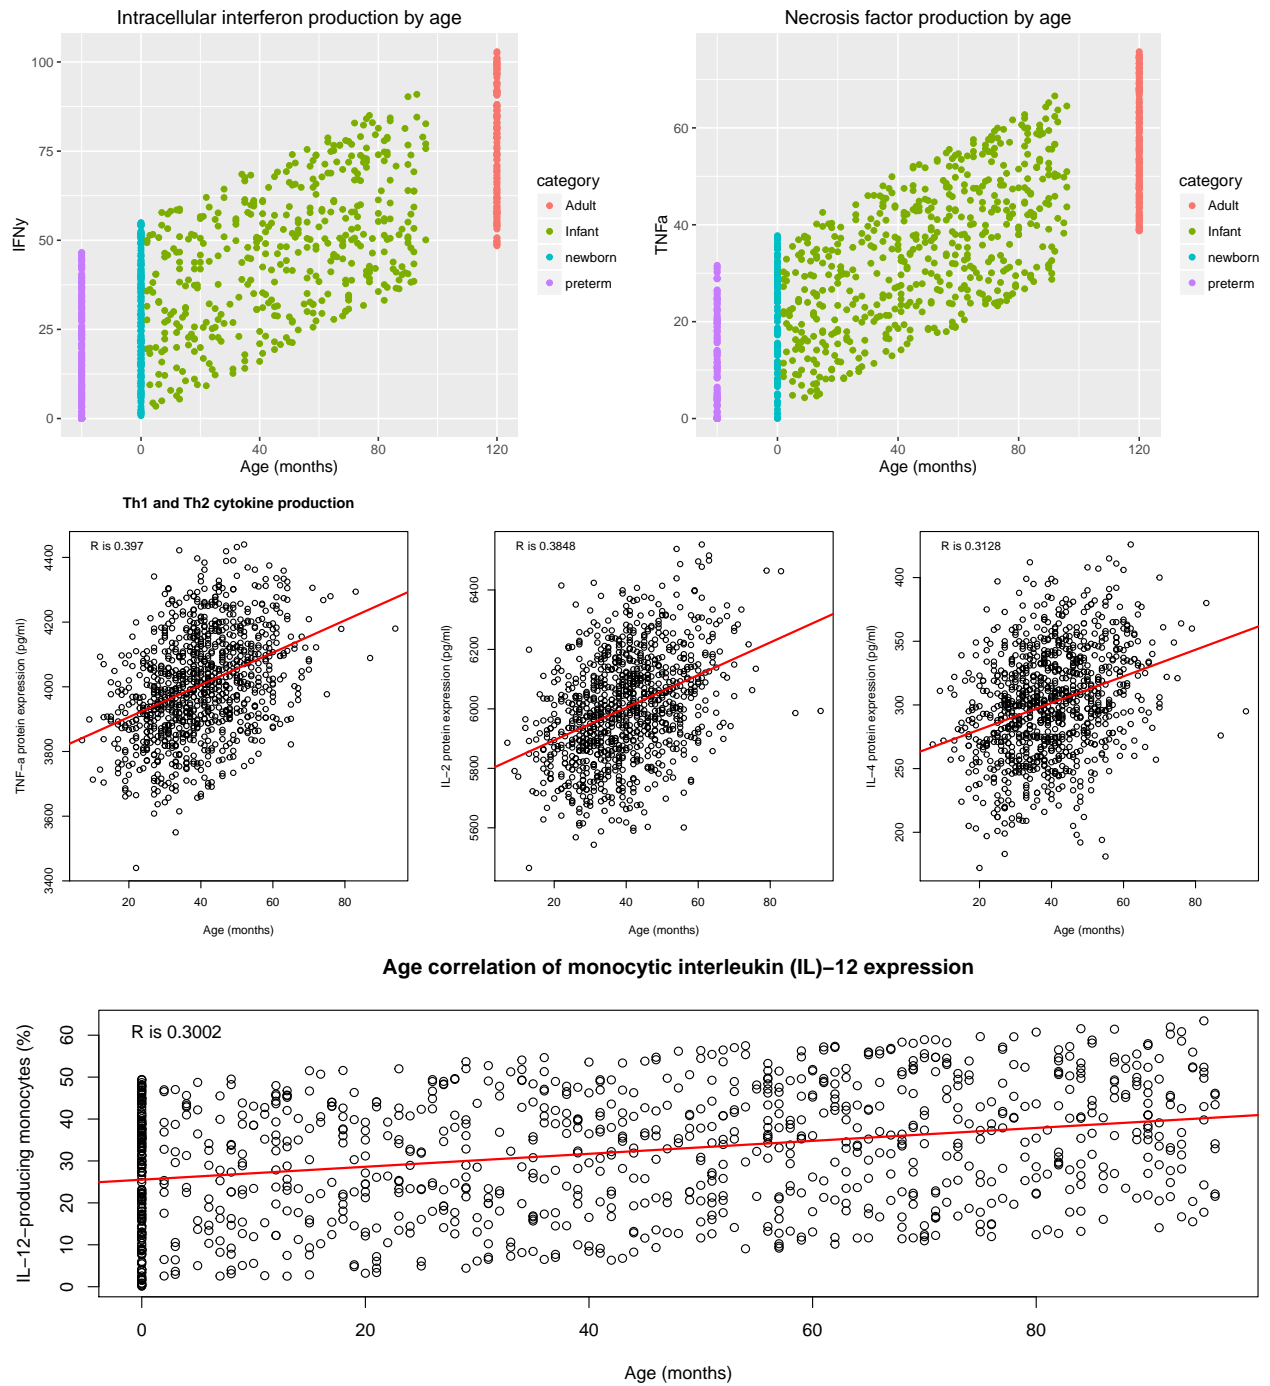 Intracellular interferon production by age
IFNy
100
75
50
25
0
0 40 80 120
Age (months)
category
Adult
Infant
newborn
preterm
Necrosis factor production by age
TNFa
60
40
20
0
0 40 80 120
Age (months)
category
Adult
Infant
newborn
preterm
Th1 and Th2 cytokine production
R is 0.397
TNF−a protein expression (pg/ml)
4400
4200
4000
3800
3600
3400
20 40 60 80
Age (months)
R is 0.3848
IL−2 protein expression (pg/ml)
6400
6200
6000
5800
5600
20 40 60 80
Age (months)
R is 0.3128
IL−4 protein expression (pg/ml)
400
350
300
250
200
20 40 60 80
Age (months)
Age correlation of monocytic interleukin (IL)−12 expression
R is 0.3002
IL−12−producing monocytes (%)
60
50
40
30
20
10
0
0 20 40 60 80
Age (months)